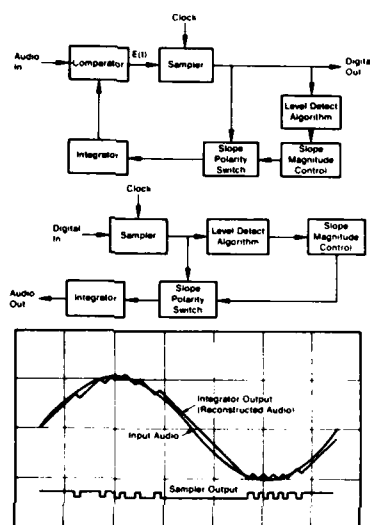 Clock
Audio
In
Comparator
E(t)
Sampler
Digital
Out
Level Detect
Algorithm
Integrator
Slope
Polarity
Switch
Slope
Magnitude
Control
Clock
Digital
In
Sampler
Level Detect
Algorithm
Slope
Magnitude
Control
Audio
Out
Integrator
Slope
Polarity
Switch
Integrator Output
(Reconstructed Audio)
Input Audio
Sampler Output